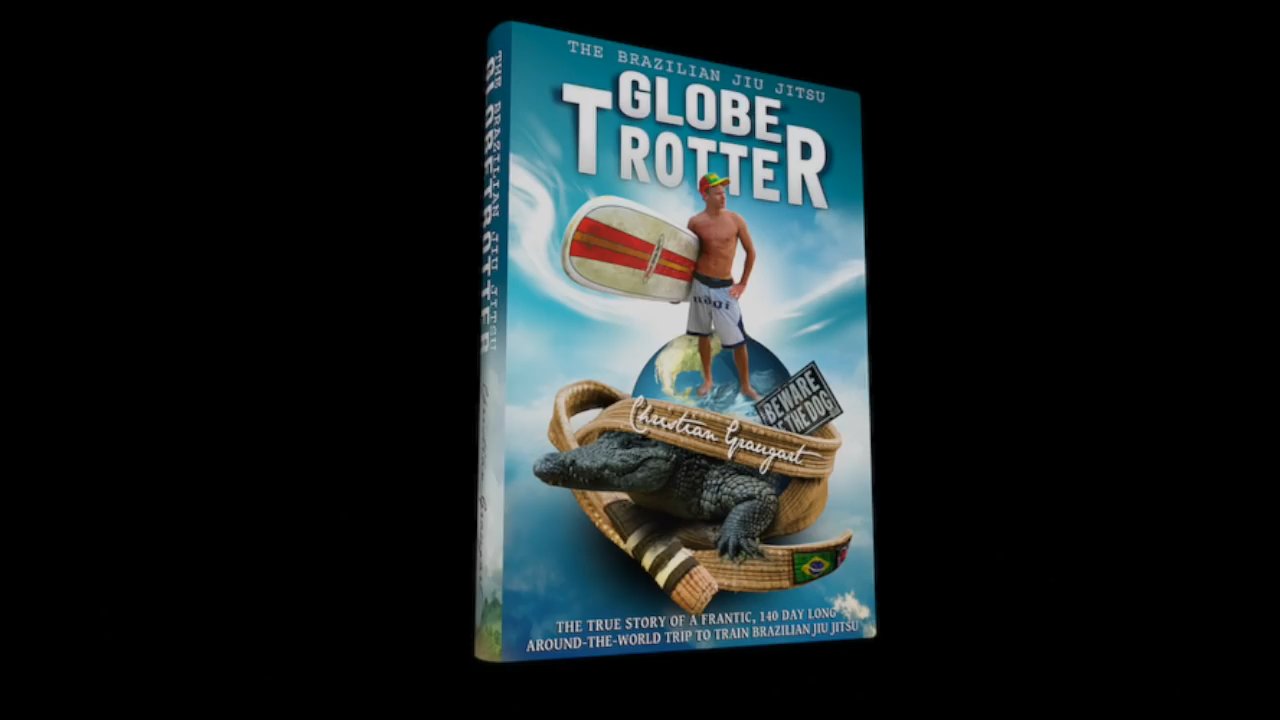 THE BRAZILIAN JIU JITSU
GLOBE
TROTTER
nogi
BEWARE
THE DOG
Christian Graugart
THE TRUE STORY OF A FRANTIC, 140 DAY LONG
AROUND-THE-WORLD TRIP TO TRAIN BRAZILIAN JIU JITSU
THE BRAZILIAN JIU JITSU
GLOBETROTTER